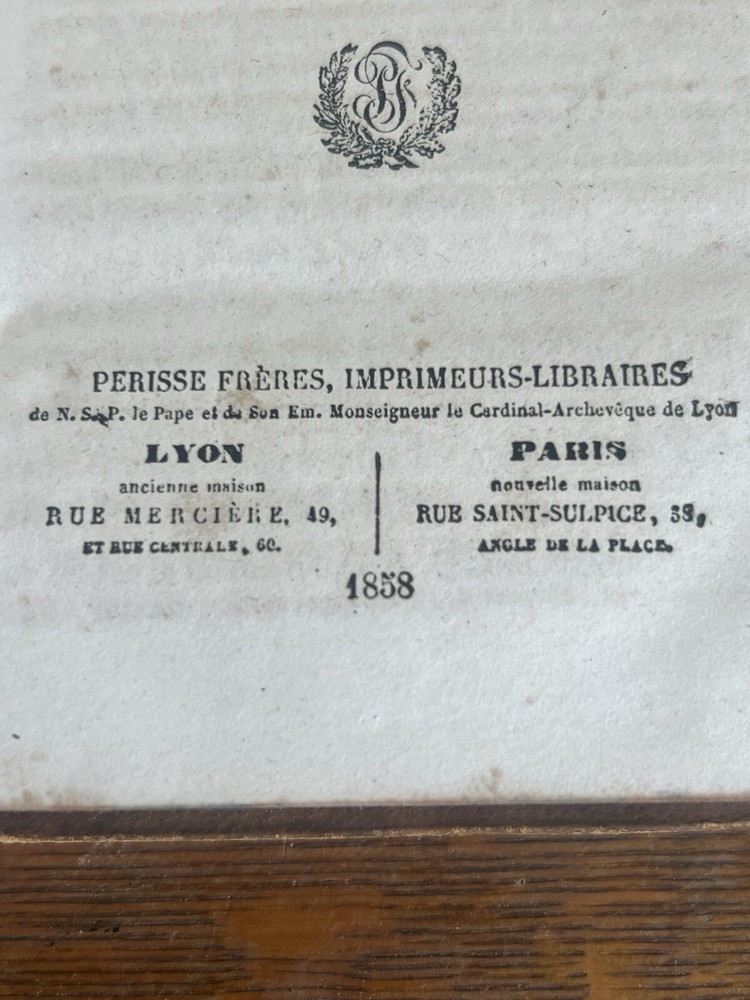 PF
PERISSE FRÈRES, IMPRIMEURS-LIBRAIRES
de N. S. P. le Pape et de Son Em. Monseigneur le Cardinal-Archevêque de Lyon
LYON
ancienne maison
RUE MERCIÈRE, 49,
ET RUE CENTRALE, 60.
PARIS
nouvelle maison
RUE SAINT-SULPICE, 38,
ANGLE DE LA PLACE.
1858